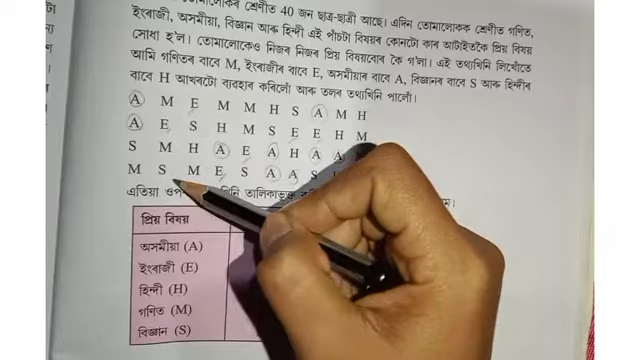 তোমালোকৰ শ্ৰেণীত 40 জন ছাত্ৰ-ছাত্ৰী আছে। এদিন তোমালোকক শ্ৰেণীত গণিত,
ইংৰাজী, অসমীয়া, বিজ্ঞান আৰু হিন্দী এই পাঁচটা বিষয়ৰ কোনটো কাৰ আটাইতকৈ প্ৰিয় বিষয়
সোধা হ'ল। তোমালোকেও নিজৰ নিজৰ প্ৰিয় বিষয়বোৰ কৈ গ'লা। এই তথ্যখিনি লিখোঁতে
আমি গণিতৰ বাবে M, ইংৰাজীৰ বাবে E, অসমীয়াৰ বাবে A, বিজ্ঞানৰ বাবে S আৰু হিন্দীৰ
বাবে H আখৰটো ব্যৱহাৰ কৰিলোঁ আৰু তলৰ তথ্যখিনি পালোঁ।
A M E M M H S A M H
A E S H M S E E H M
S M H A E A H A A
M S M E S A A S
এতিয়া তালিকাভুক্ত
প্ৰিয় বিষয়
অসমীয়া (A)
ইংৰাজী (E)
হিন্দী (H)
গণিত (M)
বিজ্ঞান (S)